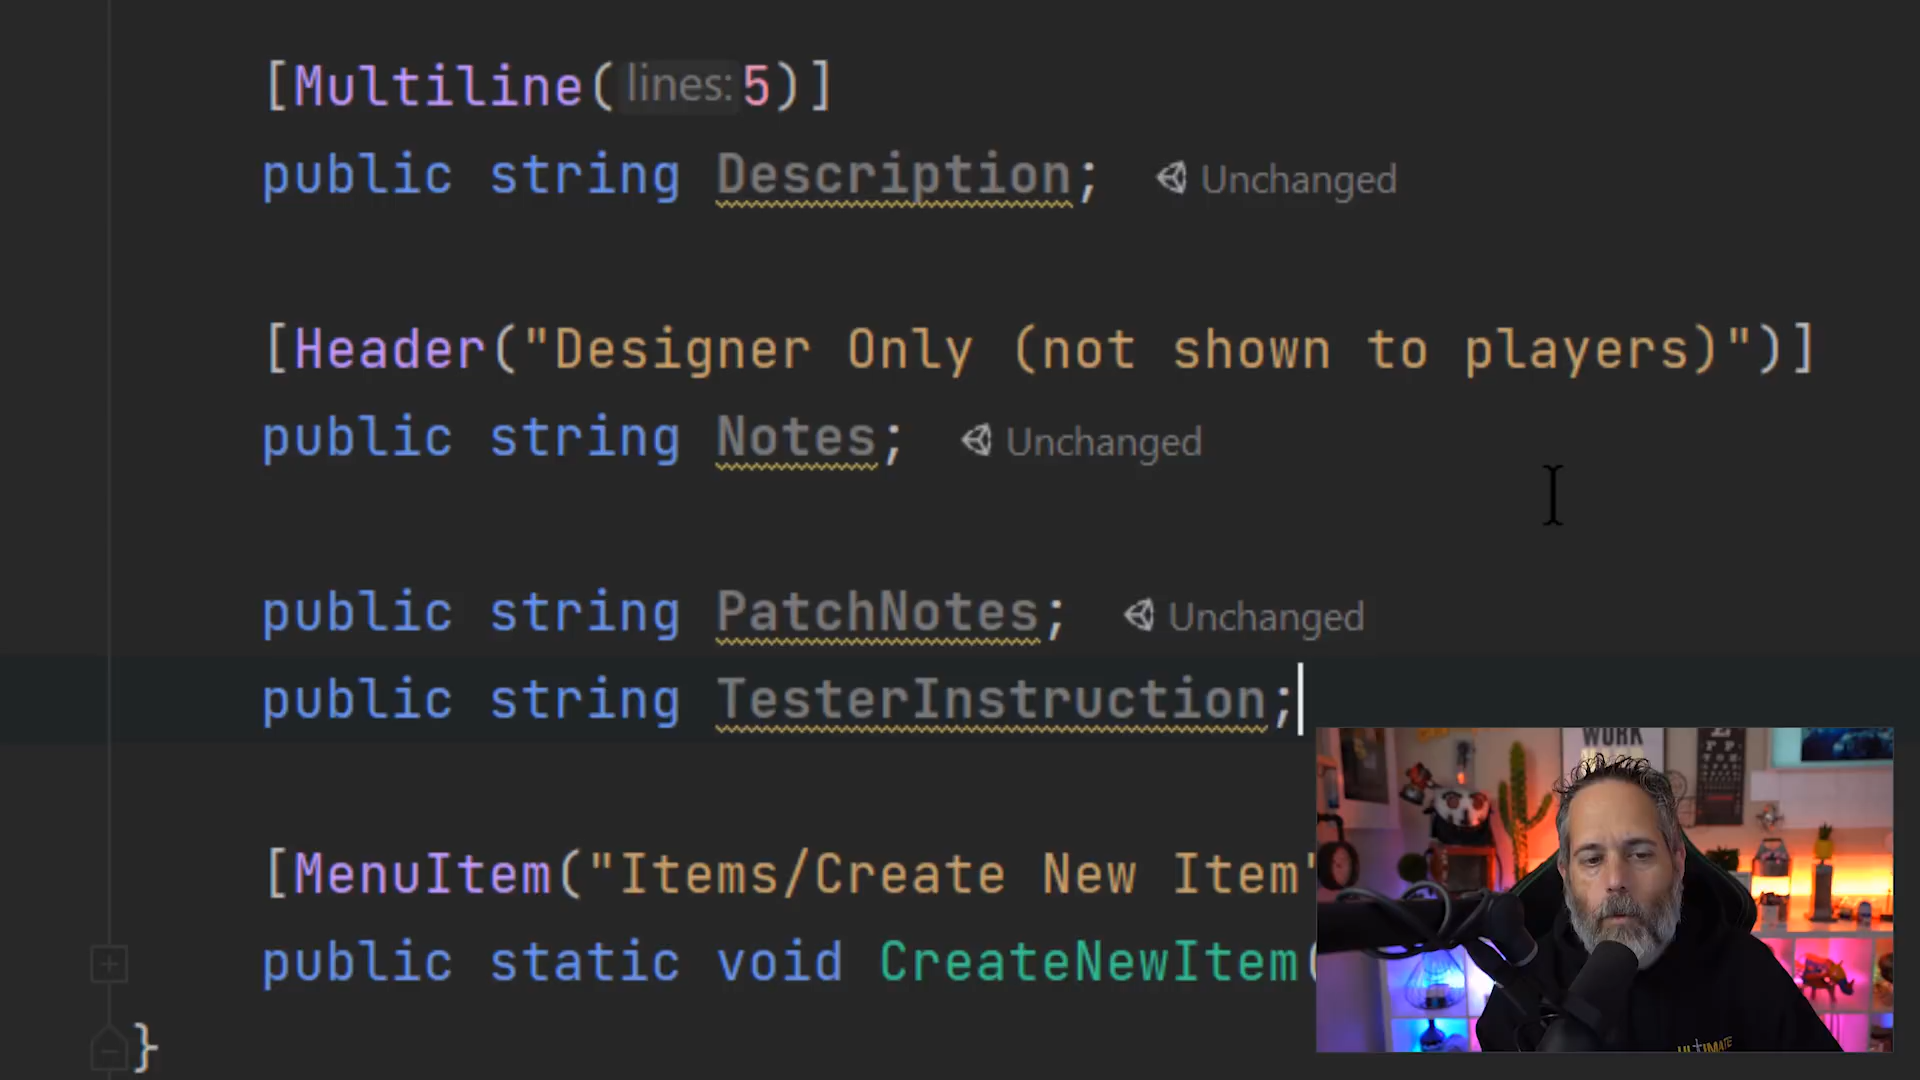 [Multiline(lines: 5)]
public string Description; Unchanged
[Header("Designer Only (not shown to players)")]
public string Notes; Unchanged
public string PatchNotes; Unchanged
public string TesterInstruction;
[MenuItem("Items/Create New Item"
public static void CreateNewItem(
}
WORK
ULTIMATE